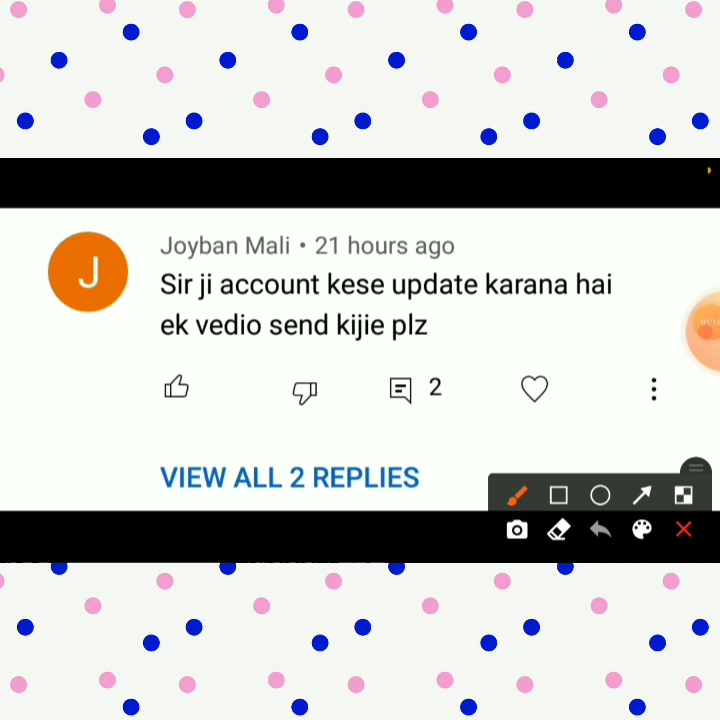 J
Joyban Mali • 21 hours ago
Sir ji account kese update karana hai
ek vedio send kijie plz
2
VIEW ALL 2 REPLIES